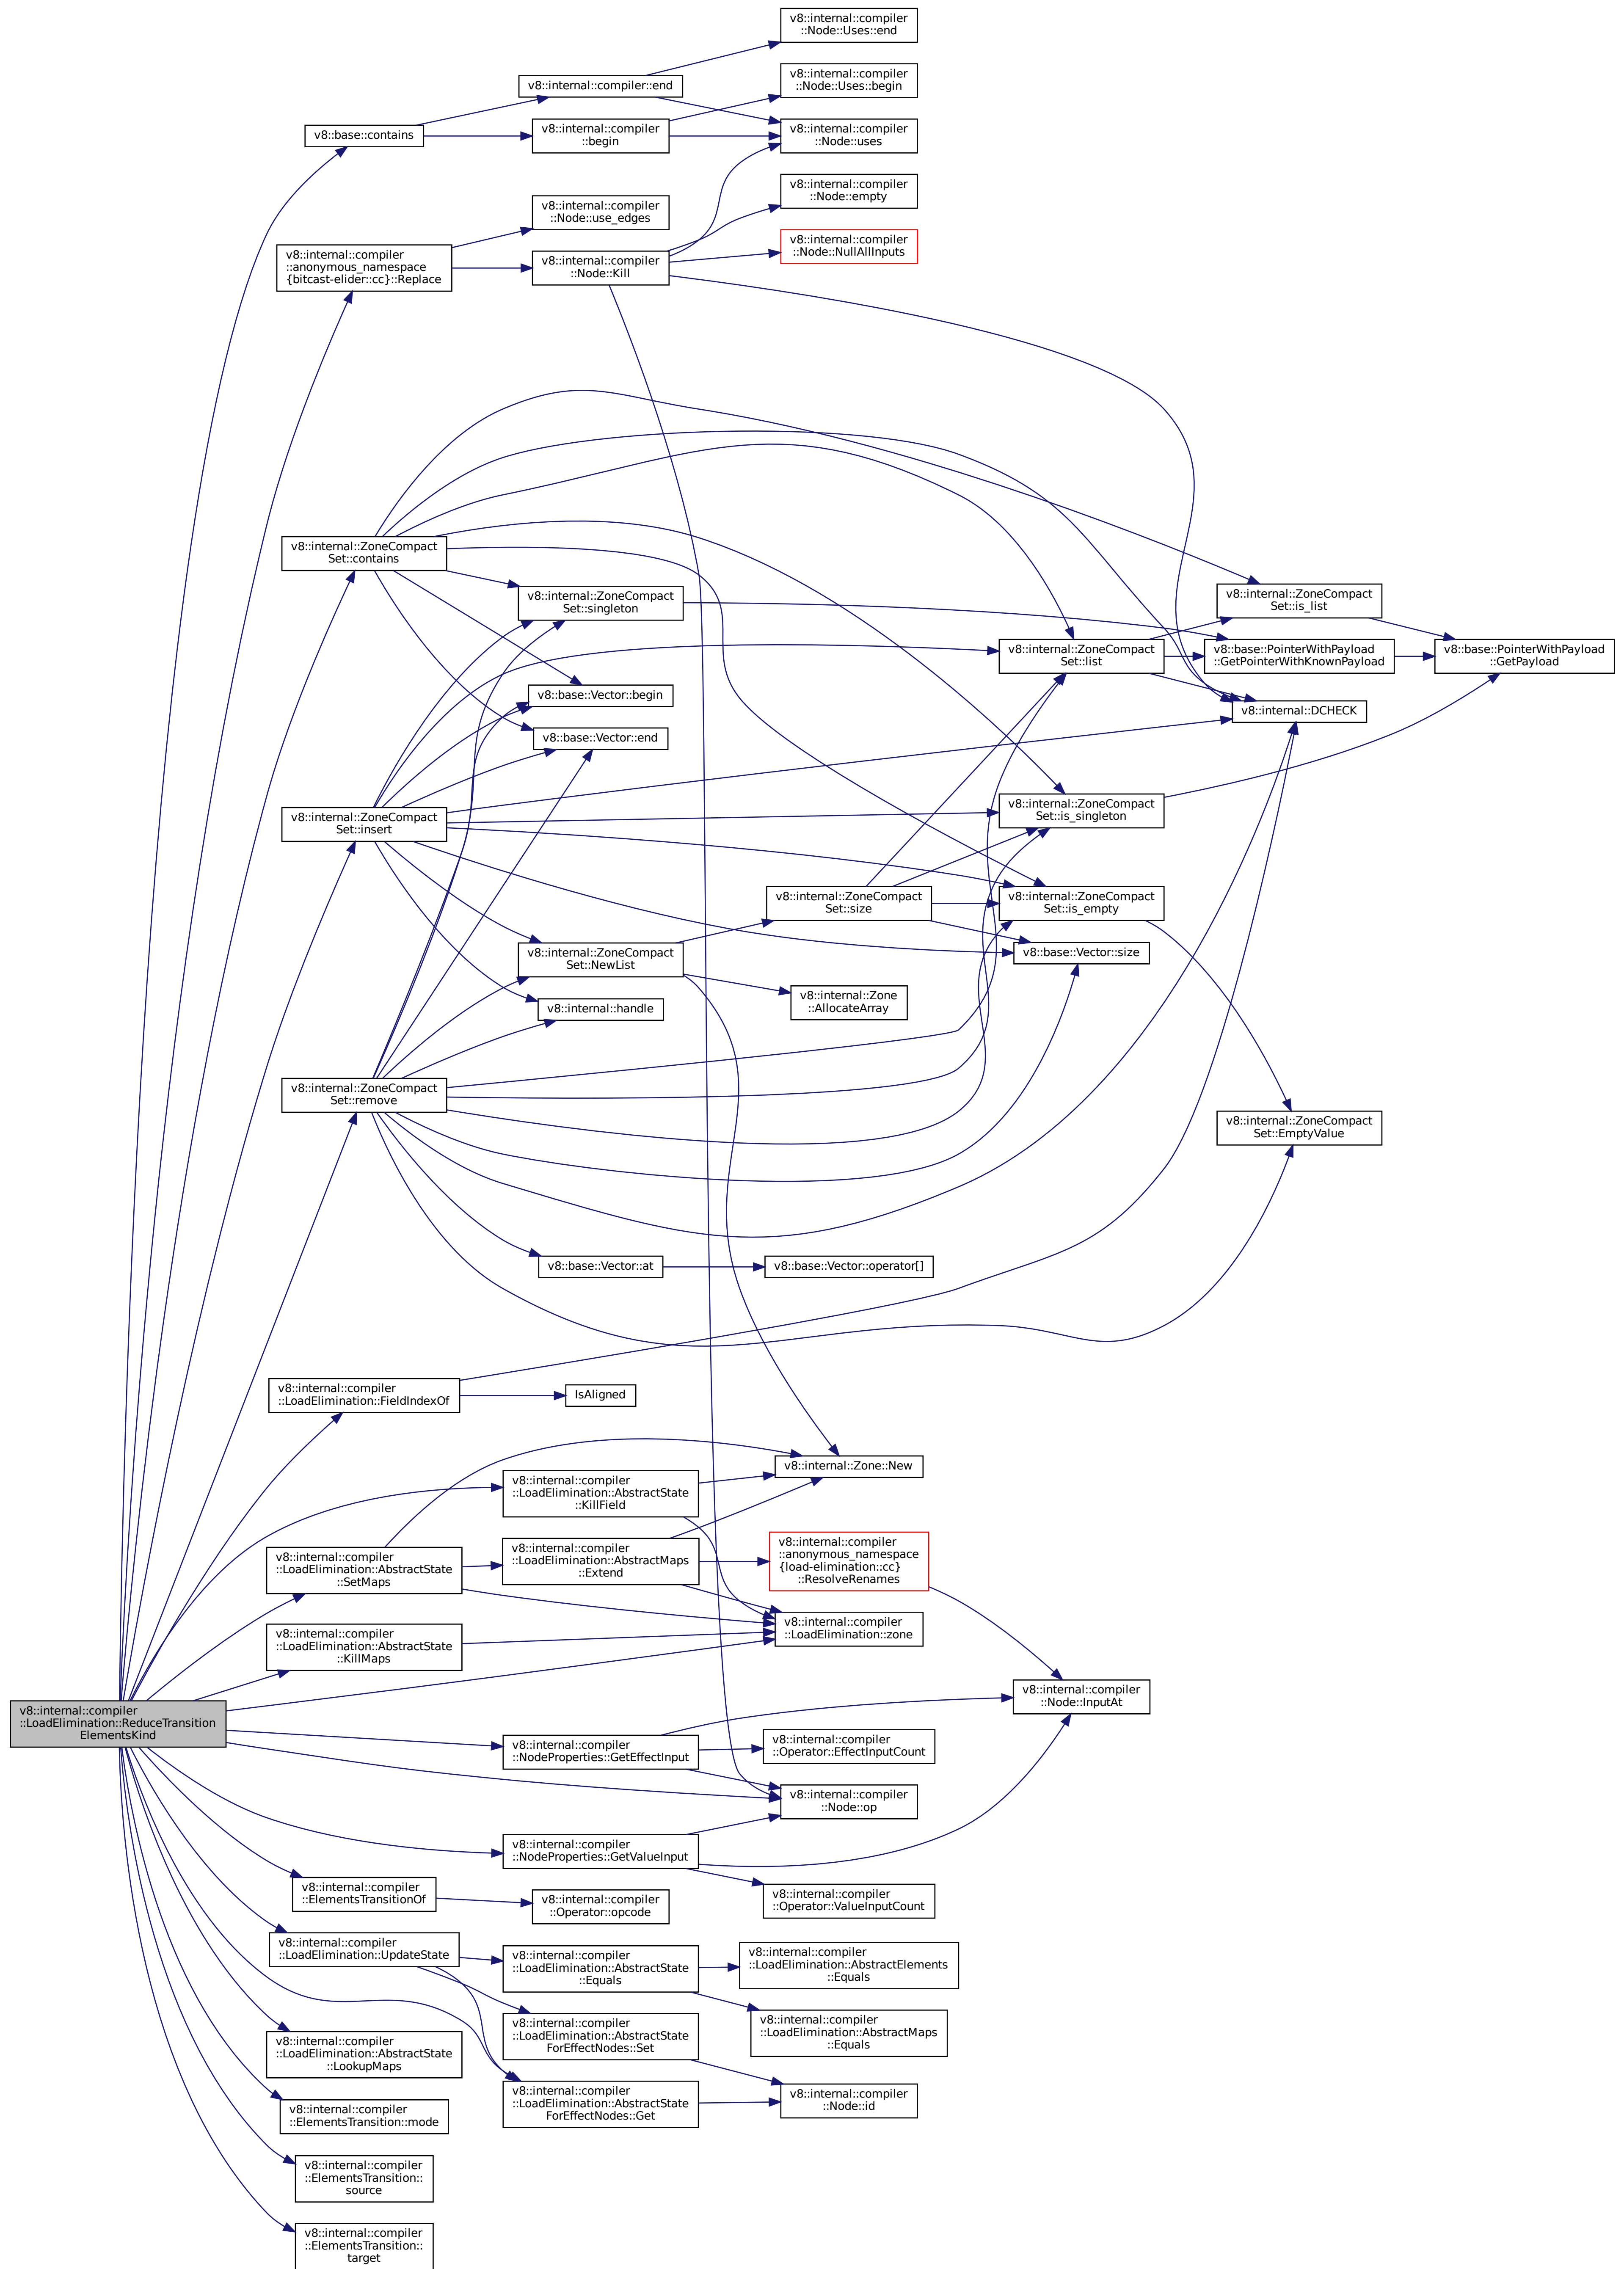 v8::internal::compiler
::Node::Uses::end
v8::internal::compiler
::Node::Uses::begin
v8::internal::compiler::end
v8::base::contains
v8::internal::compiler
::begin
v8::internal::compiler
::Node::uses
v8::internal::compiler
::Node::empty
v8::internal::compiler
::Node::use_edges
v8::internal::compiler
::anonymous_namespace
{bitcast-elider::cc}::Replace
v8::internal::compiler
::Node::Kill
v8::internal::compiler
::Node::NullAllInputs
v8::internal::ZoneCompact
Set::contains
v8::internal::ZoneCompact
Set::singleton
v8::internal::ZoneCompact
Set::is_list
v8::internal::ZoneCompact
Set::list
v8::base::PointerWithPayload
::GetPointerWithKnownPayload
v8::base::PointerWithPayload
::GetPayload
v8::base::Vector::begin
v8::internal::DCHECK
v8::base::Vector::end
v8::internal::ZoneCompact
Set::insert
v8::internal::ZoneCompact
Set::is_singleton
v8::internal::ZoneCompact
Set::size
v8::internal::ZoneCompact
Set::is_empty
v8::internal::ZoneCompact
Set::NewList
v8::base::Vector::size
v8::internal::Zone
::AllocateArray
v8::internal::handle
v8::internal::ZoneCompact
Set::remove
v8::internal::ZoneCompact
Set::EmptyValue
v8::base::Vector::at
v8::base::Vector::operator[]
v8::internal::compiler
::LoadElimination::FieldIndexOf
IsAligned
v8::internal::Zone::New
v8::internal::compiler
::LoadElimination::AbstractState
::KillField
v8::internal::compiler
::LoadElimination::AbstractState
::SetMaps
v8::internal::compiler
::LoadElimination::AbstractMaps
::Extend
v8::internal::compiler
::anonymous_namespace
{load-elimination::cc}
::ResolveRenames
v8::internal::compiler
::LoadElimination::zone
v8::internal::compiler
::LoadElimination::AbstractState
::KillMaps
v8::internal::compiler
::Node::InputAt
v8::internal::compiler
::LoadElimination::ReduceTransition
ElementsKind
v8::internal::compiler
::NodeProperties::GetEffectInput
v8::internal::compiler
::Operator::EffectInputCount
v8::internal::compiler
::Node::op
v8::internal::compiler
::NodeProperties::GetValueInput
v8::internal::compiler
::Operator::ValueInputCount
v8::internal::compiler
::ElementsTransitionOf
v8::internal::compiler
::Operator::opcode
v8::internal::compiler
::LoadElimination::UpdateState
v8::internal::compiler
::LoadElimination::AbstractState
::Equals
v8::internal::compiler
::LoadElimination::AbstractElements
::Equals
v8::internal::compiler
::LoadElimination::AbstractMaps
::Equals
v8::internal::compiler
::LoadElimination::AbstractState
ForEffectNodes::Set
v8::internal::compiler
::LoadElimination::AbstractState
::LookupMaps
v8::internal::compiler
::LoadElimination::AbstractState
ForEffectNodes::Get
v8::internal::compiler
::Node::id
v8::internal::compiler
::ElementsTransition::mode
v8::internal::compiler
::ElementsTransition::
source
v8::internal::compiler
::ElementsTransition::
target